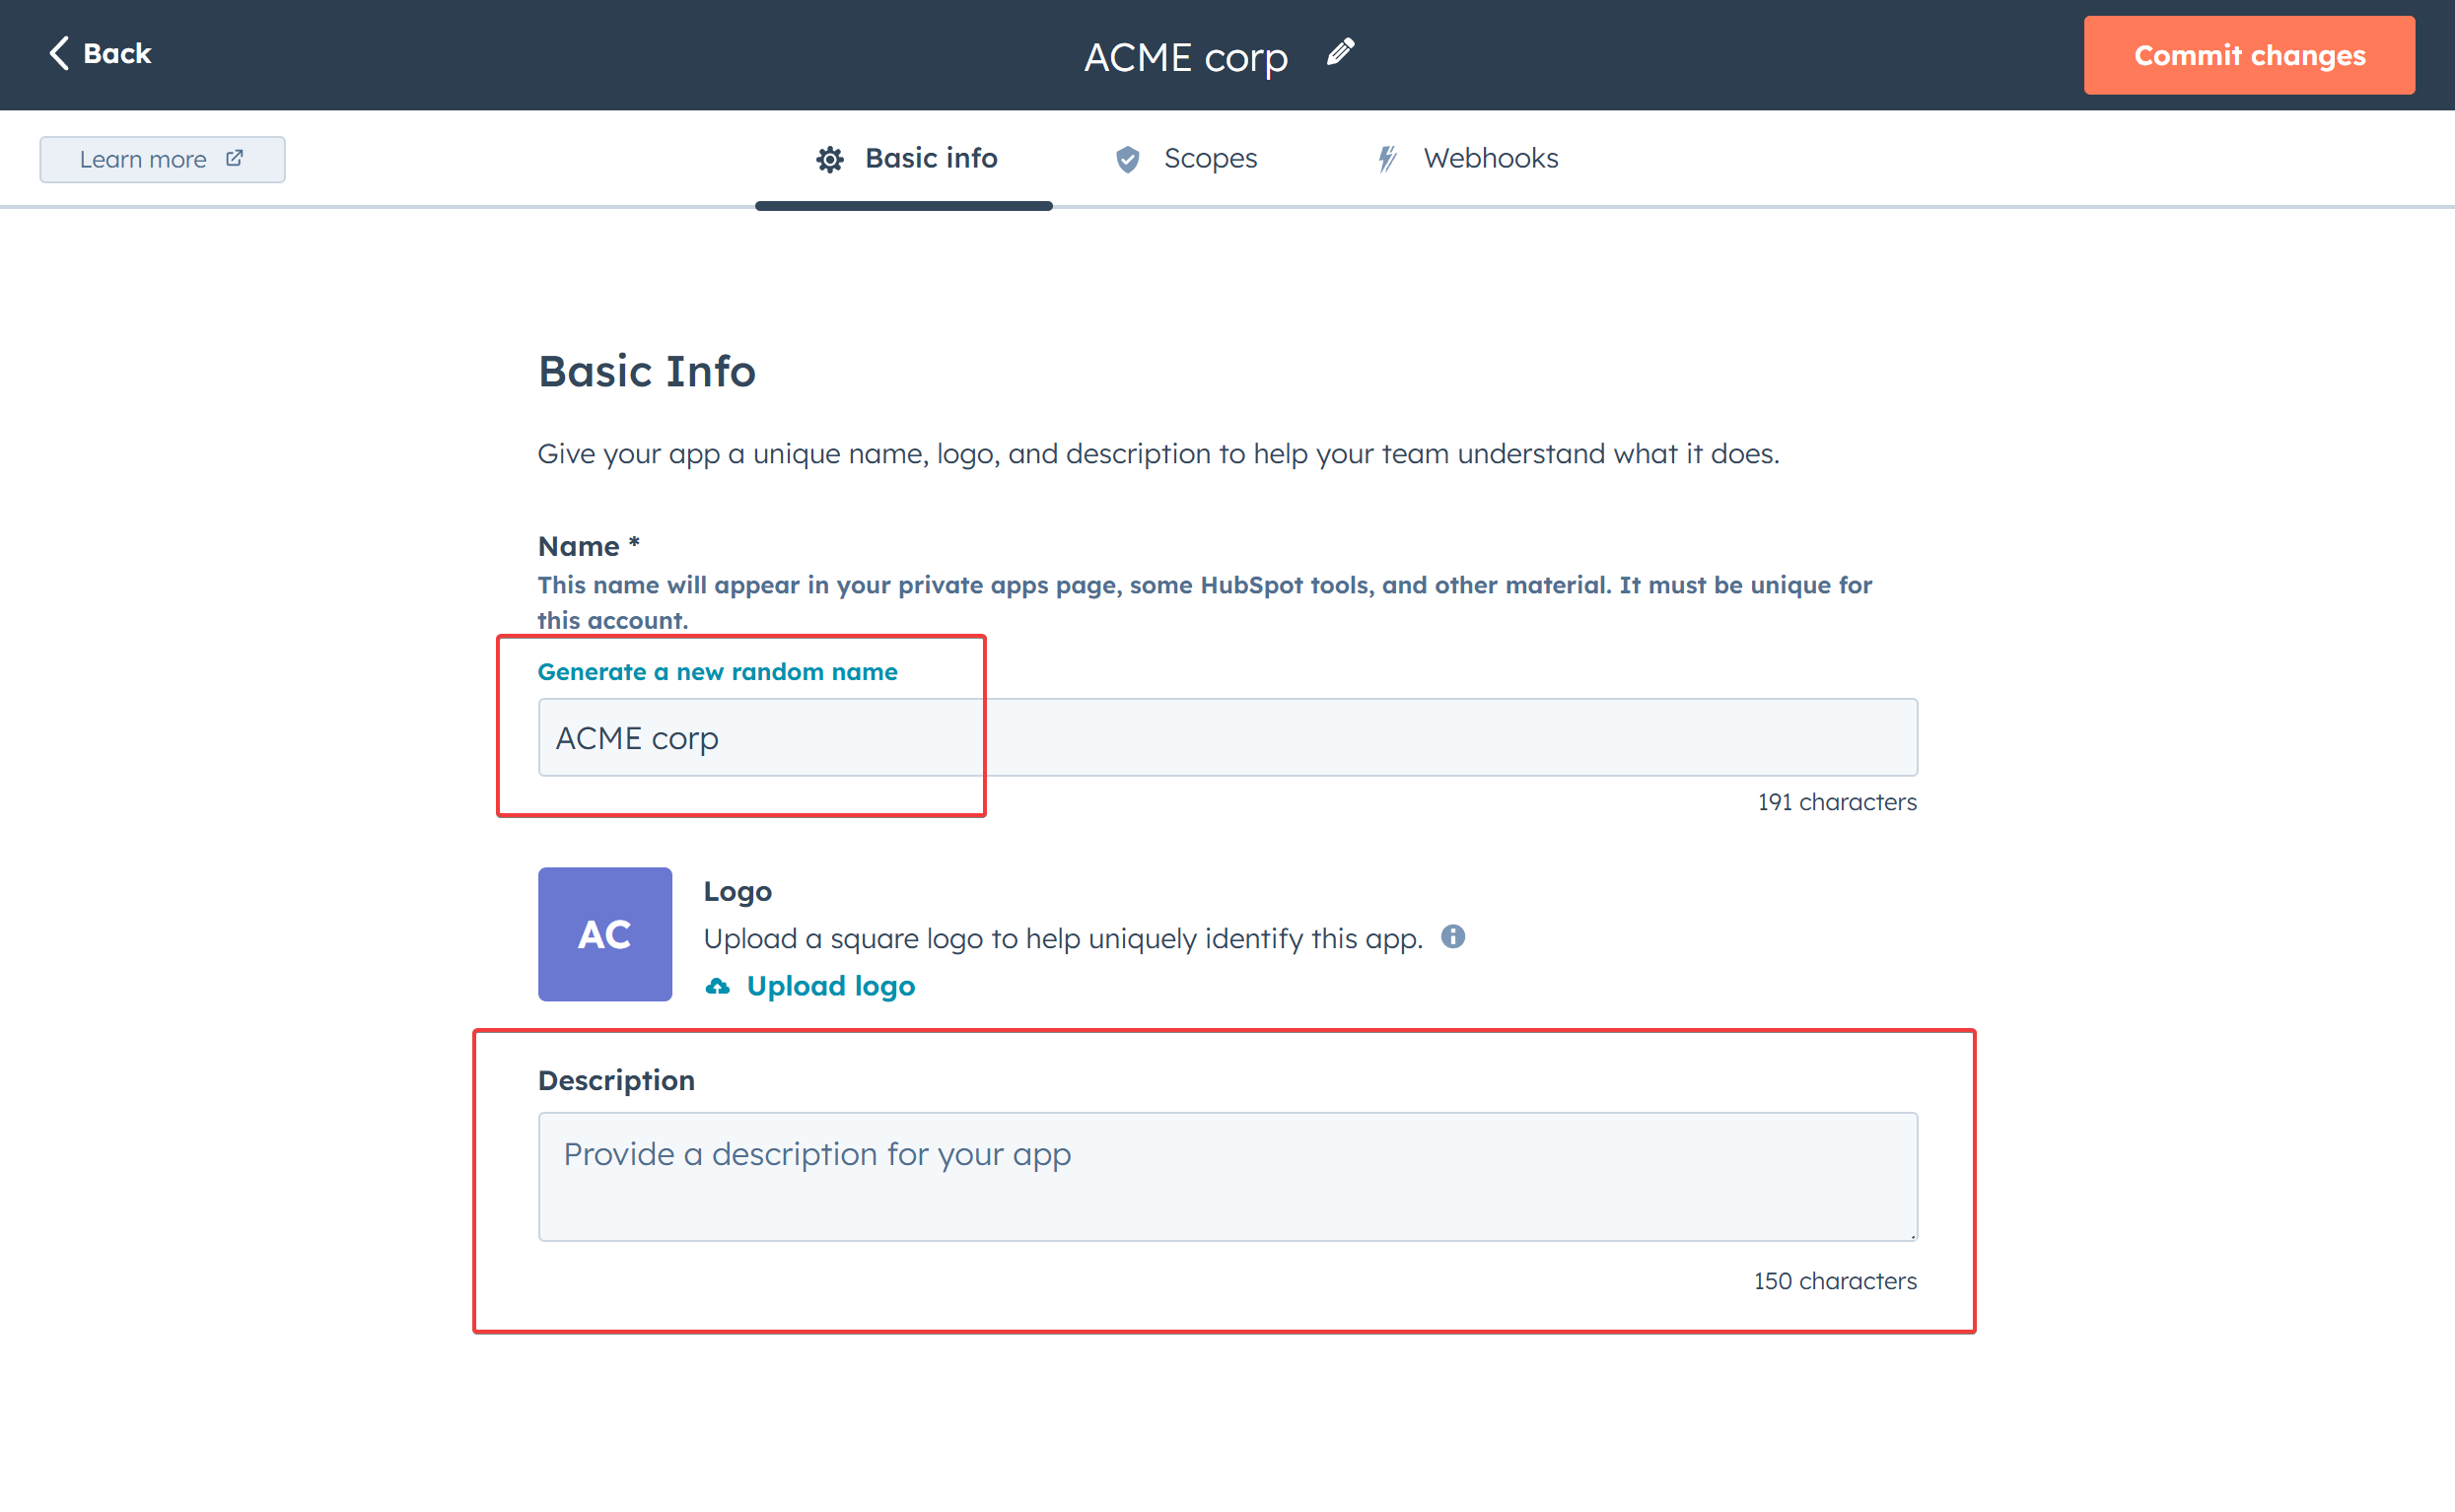 Back
ACME corp
Commit changes
Learn more
Basic info
Scopes
Webhooks
Basic Info
Give your app a unique name, logo, and description to help your team understand what it does.
Name *
This name will appear in your private apps page, some HubSpot tools, and other material. It must be unique for
this account.
Generate a new random name
ACME corp
191 characters
AC
Logo
Upload a square logo to help uniquely identify this app.
Upload logo
Description
Provide a description for your app
150 characters